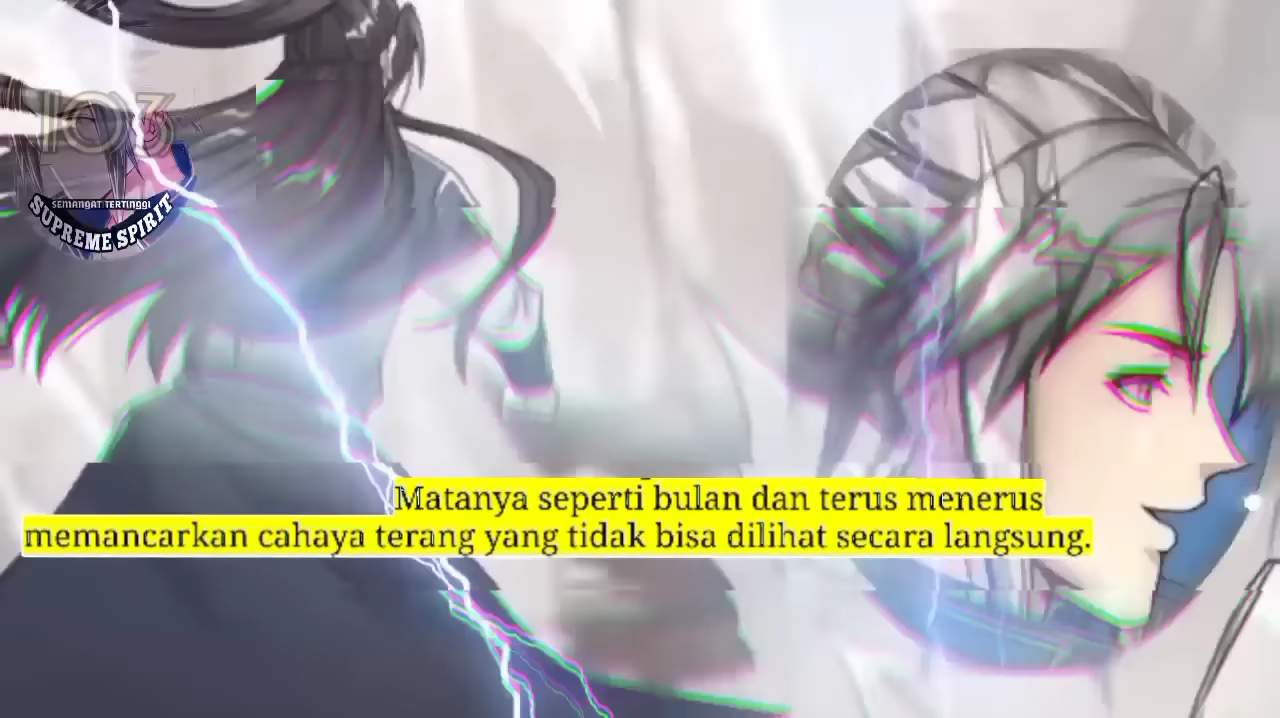 103
SEMANGAT TERTINGGI
SUPREME SPIRIT
Matanya seperti bulan dan terus menerus
memancarkan cahaya terang yang tidak bisa dilihat secara langsung.